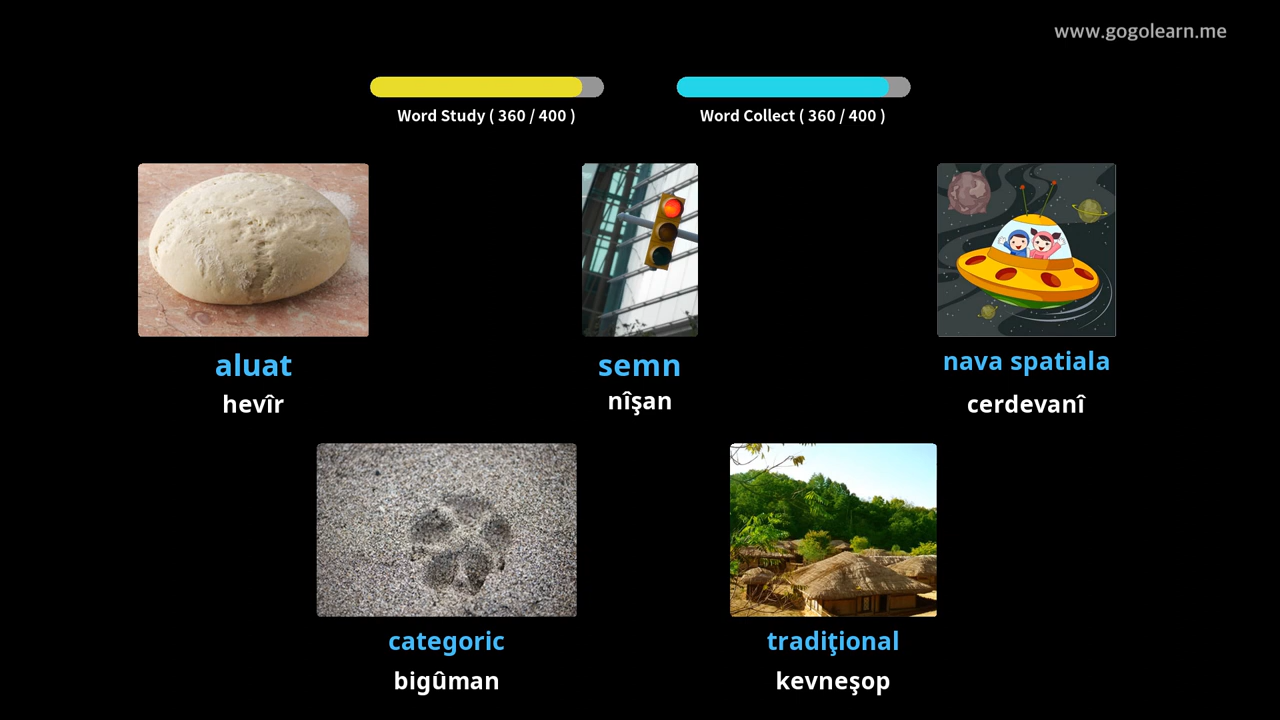 www.gogolearn.me
Word Study ( 360 / 400 )
Word Collect ( 360 / 400 )
aluat
hevîr
semn
nîşan
nava spatiala
cerdevanî
categoric
bigûman
tradiţional
kevneşop